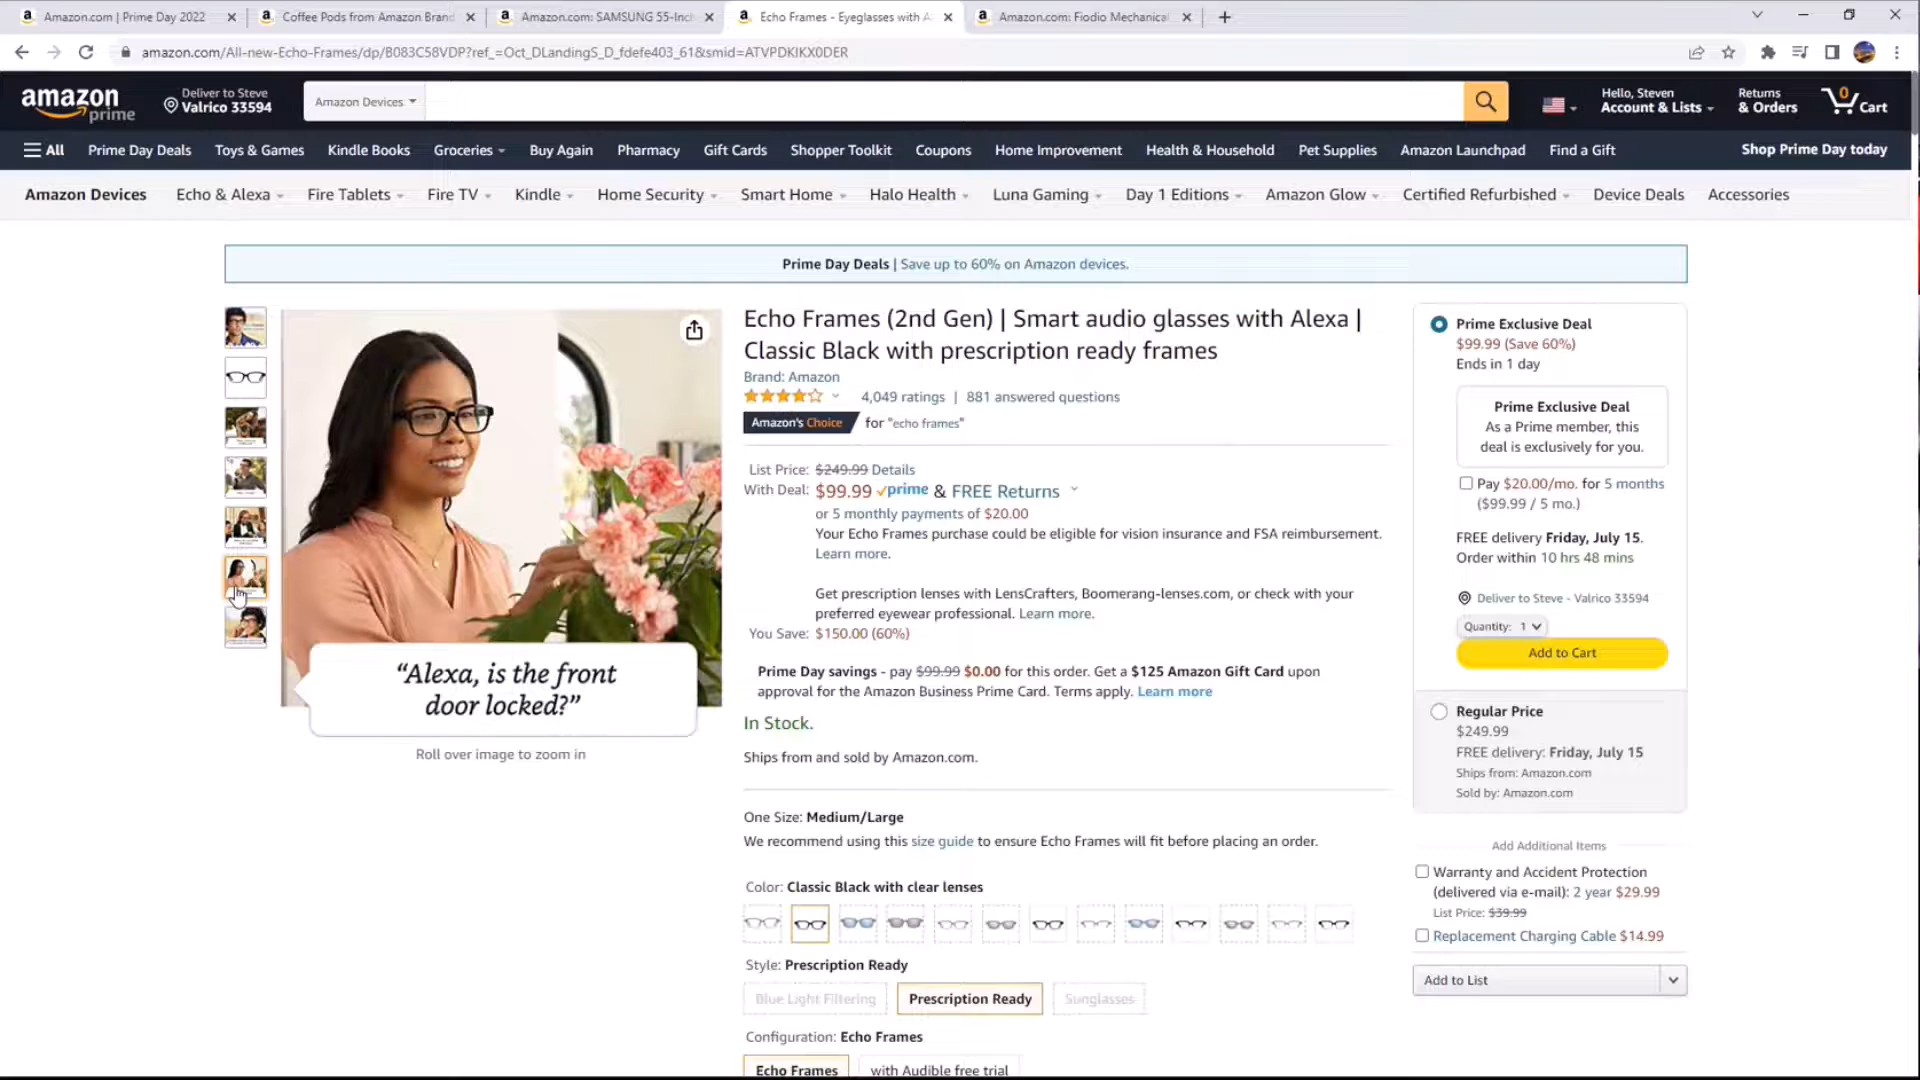 Amazon.com | Prime Day 2022
Coffee Pods from Amazon Brand
Amazon.com: SAMSUNG 55-Inch
Echo Frames - Eyeglasses with A
Amazon.com: Fiodio Mechanical
amazon.com/All-new-Echo-Frames/dp/B083C58VDP?ref_=Oct_DLandingS_D_fdefe403_61&smid=ATVPDKIKX0DER
amazon prime
Deliver to Steve
Valrico 33594
Amazon Devices
Hello, Steven
Account & Lists
Returns
& Orders
0
Cart
All Prime Day Deals Toys & Games Kindle Books Groceries Buy Again Pharmacy Gift Cards Shopper Toolkit Coupons Home Improvement Health & Household Pet Supplies Amazon Launchpad Find a Gift Shop Prime Day today
Amazon Devices Echo & Alexa Fire Tablets Fire TV Kindle Home Security Smart Home Halo Health Luna Gaming Day 1 Editions Amazon Glow Certified Refurbished Device Deals Accessories
Prime Day Deals | Save up to 60% on Amazon devices.
“Alexa, is the front
door locked?”
Roll over image to zoom in
Echo Frames (2nd Gen) | Smart audio glasses with Alexa |
Classic Black with prescription ready frames
Brand: Amazon
4,049 ratings | 881 answered questions
Amazon's Choice for "echo frames"
List Price: $249.99 Details
With Deal: $99.99 prime & FREE Returns
or 5 monthly payments of $20.00
Your Echo Frames purchase could be eligible for vision insurance and FSA reimbursement.
Learn more.
Get prescription lenses with LensCrafters, Boomerang-lenses.com, or check with your
preferred eyewear professional. Learn more.
You Save: $150.00 (60%)
Prime Day savings - pay $99.99 $0.00 for this order. Get a $125 Amazon Gift Card upon
approval for the Amazon Business Prime Card. Terms apply. Learn more
In Stock.
Ships from and sold by Amazon.com.
One Size: Medium/Large
We recommend using this size guide to ensure Echo Frames will fit before placing an order.
Color: Classic Black with clear lenses
Style: Prescription Ready
Blue Light Filtering Prescription Ready Sunglasses
Configuration: Echo Frames
Echo Frames with Audible free trial
Prime Exclusive Deal
$99.99 (Save 60%)
Ends in 1 day
Prime Exclusive Deal
As a Prime member, this
deal is exclusively for you.
Pay $20.00/mo. for 5 months
($99.99 / 5 mo.)
FREE delivery Friday, July 15.
Order within 10 hrs 48 mins
Deliver to Steve - Valrico 33594
Quantity: 1
Add to Cart
Regular Price
$249.99
FREE delivery: Friday, July 15
Ships from: Amazon.com
Sold by: Amazon.com
Add Additional Items
Warranty and Accident Protection
(delivered via e-mail): 2 year $29.99
List Price: $39.99
Replacement Charging Cable $14.99
Add to List